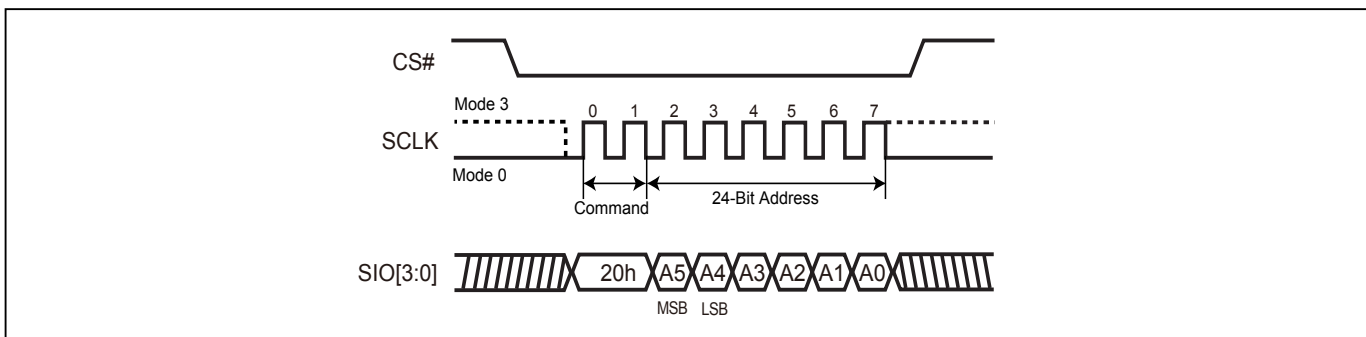 CS#
Mode 3
0 1 2 3 4 5 6 7
SCLK
Mode 0
Command
24-Bit Address
SIO[3:0]
20h A5 A4 A3 A2 A1 A0
MSB LSB